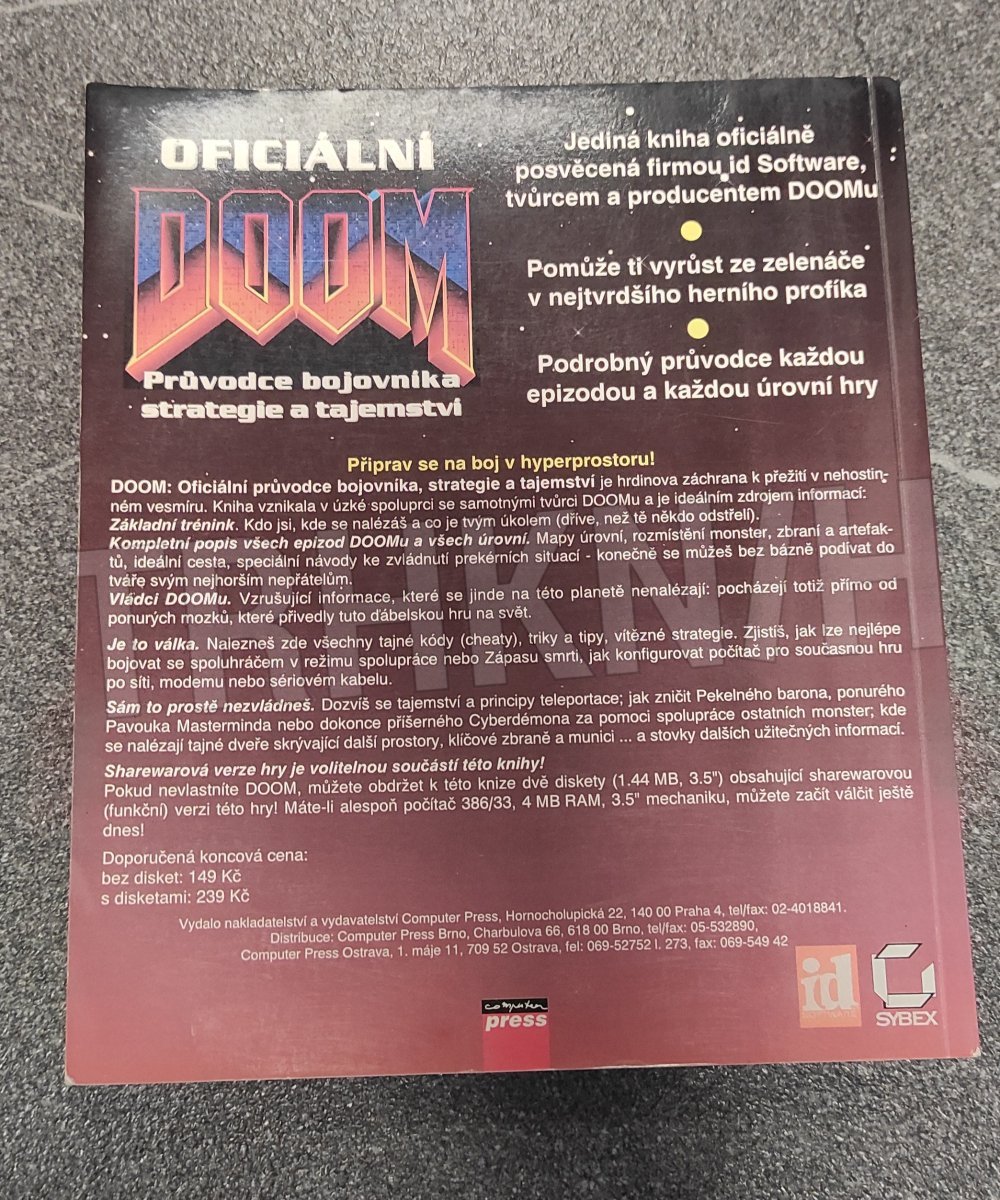 OFICIÁLNÍ
DOOM
Průvodce bojovníka
strategie a tajemství
Jediná kniha oficiálně
posvěcená firmou id Software,
tvůrcem a producentem DOOMu
Pomůže ti vyrůst ze zelenáče
v nejtvrdšího herního profíka
Podrobný průvodce každou
epizodou a každou úrovní hry
Připrav se na boj v hyperprostoru!
DOOM: Oficiální průvodce bojovníka, strategie a tajemství je hrdinova záchrana k přežití v nehostin-
ném vesmíru. Kniha vznikala v úzké spoluprci se samotnými tvůrci DOOMu a je ideálním zdrojem informací:
Základní trénink. Kdo jsi, kde se nalézáš a co je tvým úkolem (dříve, než tě někdo odstřelí).
Kompletní popis všech epizod DOOMu a všech úrovní. Mapy úrovní, rozmístění monster, zbraní a artefak-
tů, ideální cesta, speciální návody ke zvládnutí prekérních situací - konečně se můžeš bez bázně podívat do
tváře svým nejhorším nepřátelům.
Vládci DOOMu. Vzrušující informace, které se jinde na této planetě nenalézají: pocházejí totiž přímo od
ponurých mozků, které přivedly tuto ďábelskou hru na svět.
Je to válka. Nalezneš zde všechny tajné kódy (cheaty), triky a tipy, vítězné strategie. Zjistíš, jak lze nejlépe
bojovat se spoluhráčem v režimu spolupráce nebo Zápasu smrti, jak konfigurovat počítač pro současnou hru
po síti, modemu nebo sériovém kabelu.
Sám to prostě nezvládneš. Dozvíš se tajemství a principy teleportace; jak zničit Pekelného barona, ponurého
Pavouka Masterminda nebo dokonce příšerného Cyberdémona za pomoci spolupráce ostatních monster; kde
se nalézají tajné dveře skrývající další prostory, klíčové zbraně a munici ... a stovky dalších užitečných informací.
Sharewarová verze hry je volitelnou součástí této knihy!
Pokud nevlastníte DOOM, můžete obdržet k této knize dvě diskety (1.44 MB, 3.5") obsahující sharewarovou
(funkční) verzi této hry! Máte-li alespoň počítač 386/33, 4 MB RAM, 3.5" mechaniku, můžete začít válčit ještě
dnes!
Doporučená koncová cena:
bez disket: 149 Kč
s disketami: 239 Kč
Vydalo nakladatelství a vydavatelství Computer Press, Hornocholupická 22, 140 00 Praha 4, tel/fax: 02-4018841.
Distribuce: Computer Press Brno, Charbulova 66, 618 00 Brno, tel/fax: 05-532890,
Computer Press Ostrava, 1. máje 11, 709 52 Ostrava, fel: 069-52752 l. 273, fax: 069-549 42
id
SOFTWARE
SYBEX
computer
press